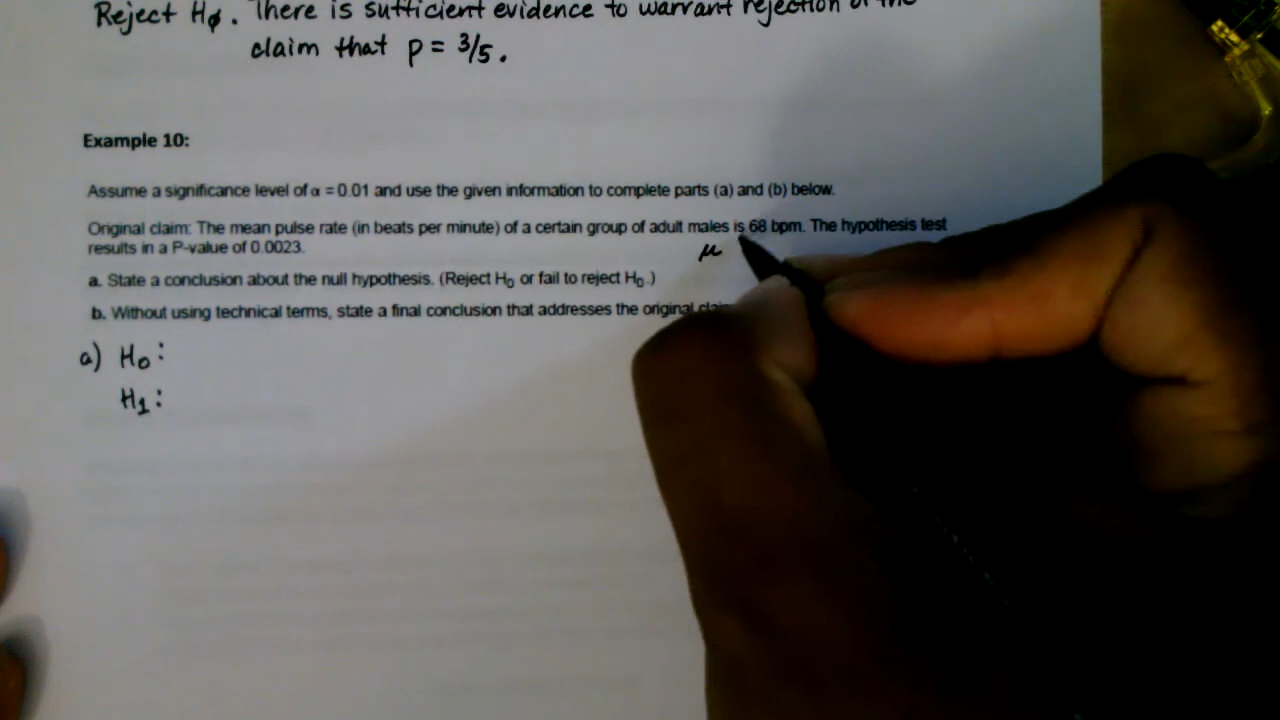 Reject H0. There is sufficient evidence to warrant rejection of the
claim that p = 3/5.
Example 10:
Assume a significance level of α = 0.01 and use the given information to complete parts (a) and (b) below.
Original claim: The mean pulse rate (in beats per minute) of a certain group of adult males is 68 bpm. The hypothesis test
results in a P-value of 0.0023.
μ
a. State a conclusion about the null hypothesis. (Reject H0 or fail to reject H0.)
b. Without using technical terms, state a final conclusion that addresses the original
a) H0:
H1: